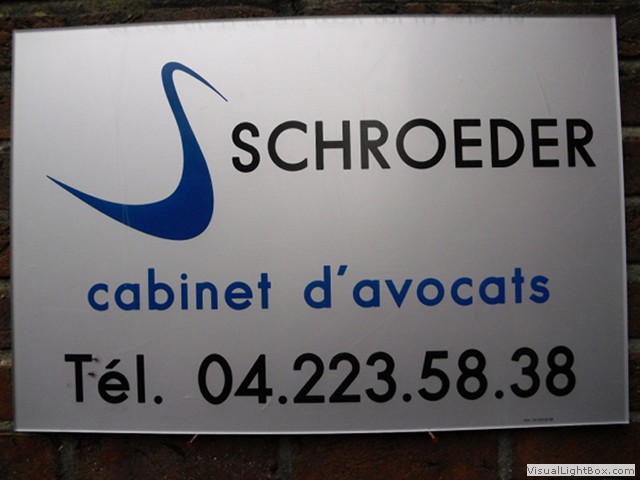 SCHROEDER
cabinet d'avocats
Tél. 04.223.58.38
VisualLightBox.com